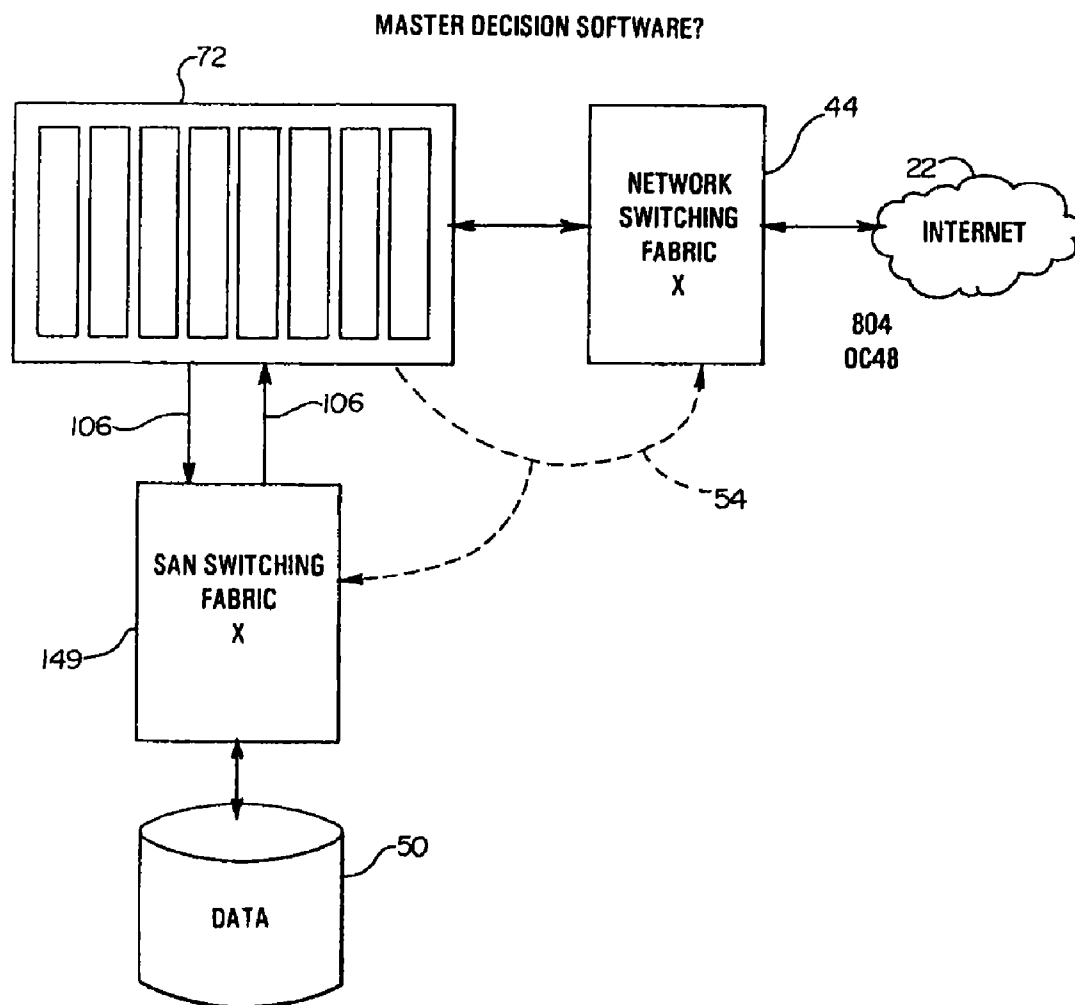 MASTER DECISION SOFTWARE?
72
44
22
NETWORK
SWITCHING
FABRIC
X
INTERNET
804
OC48
106
106
54
SAN SWITCHING
FABRIC
X
149
50
DATA